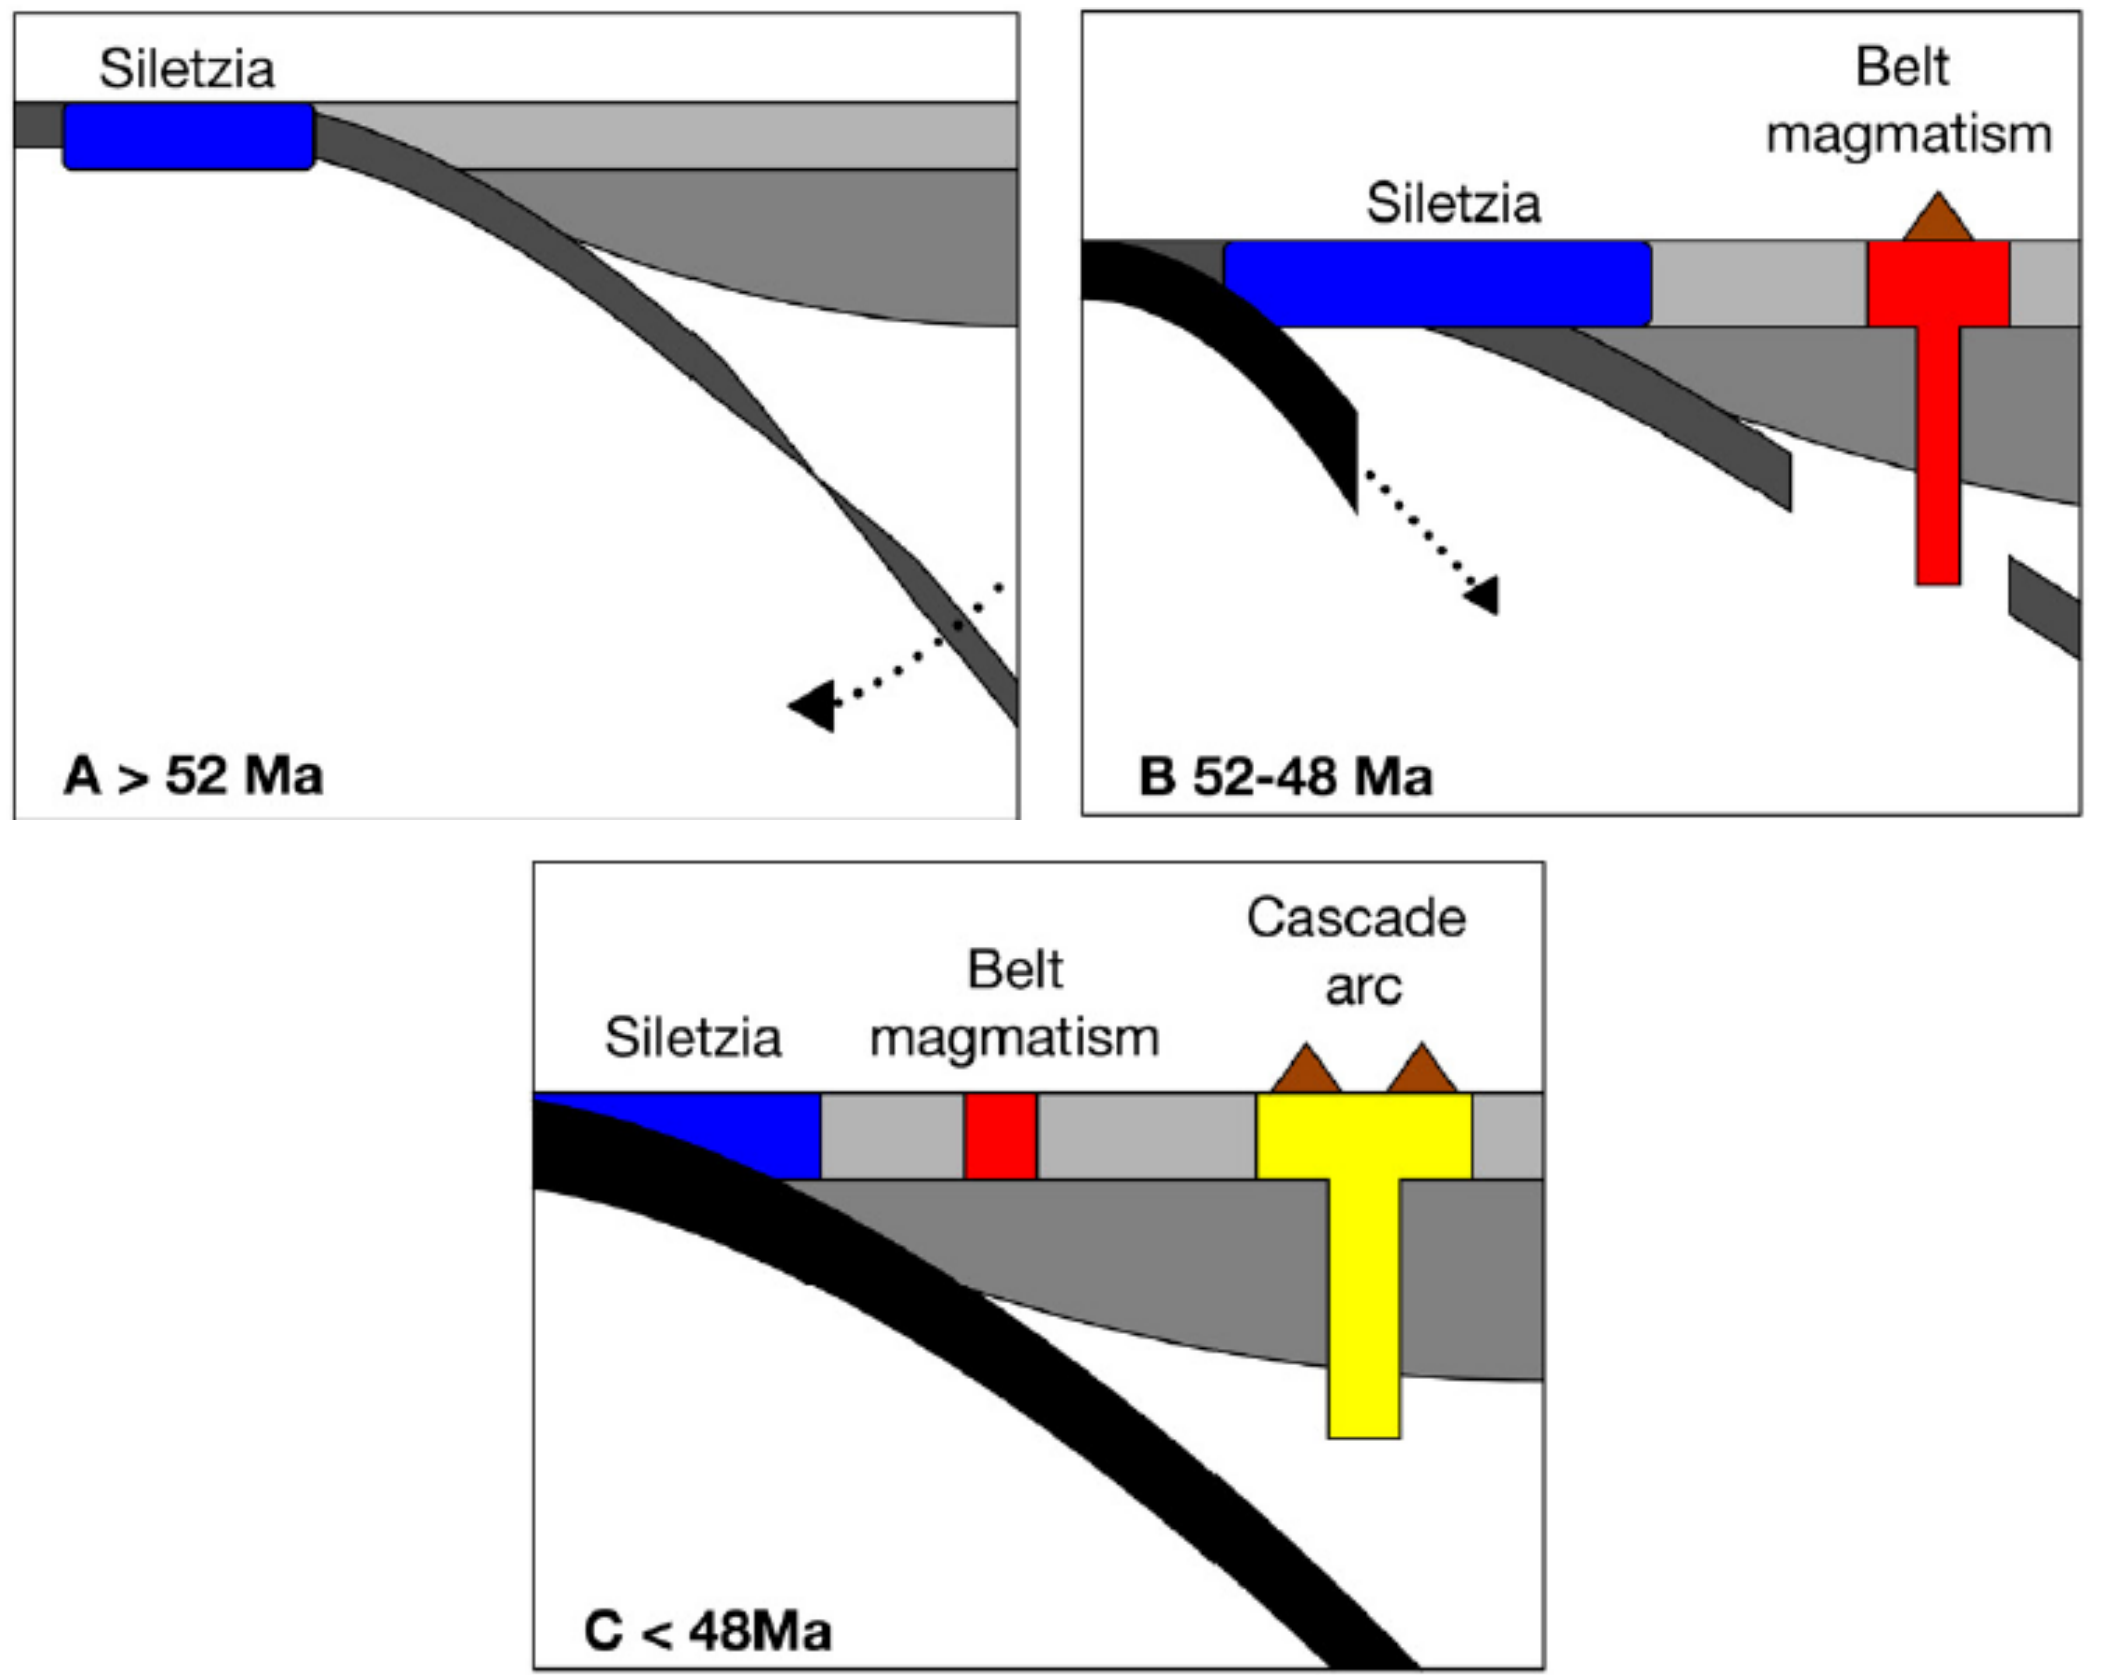 Siletzia
A > 52 Ma
Belt
magmatism
Siletzia
B 52-48 Ma
Cascade
arc
Belt
magmatism
Siletzia
C < 48Ma